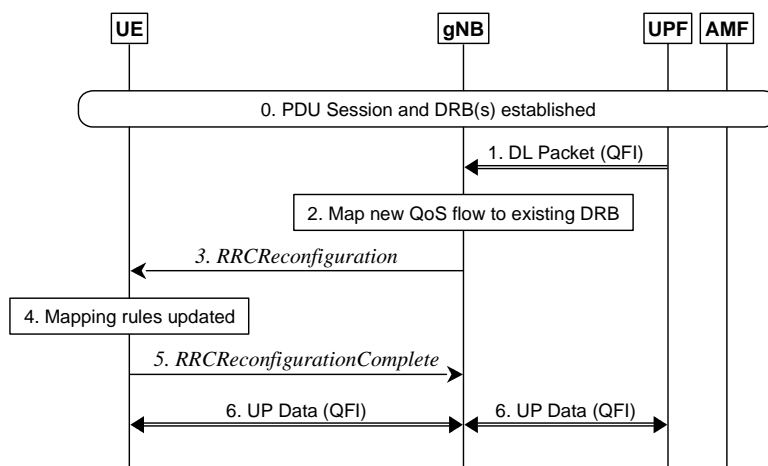 UE gNB UPF AMF
0. PDU Session and DRB(s) established
1. DL Packet (QFI)
2. Map new QoS flow to existing DRB
3. RRCReconfiguration
4. Mapping rules updated
5. RRCReconfigurationComplete
6. UP Data (QFI) 6. UP Data (QFI)